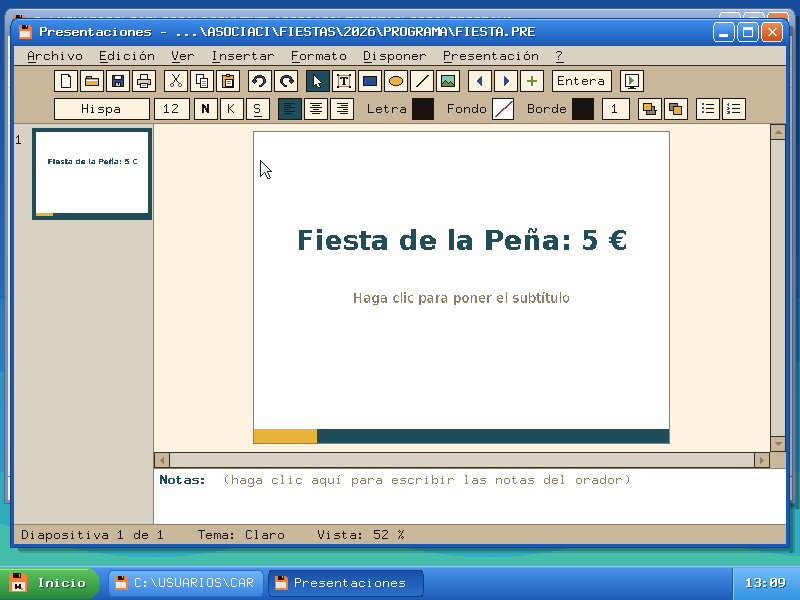 Presentaciones - ...\ASOCIACI\FIESTAS\2026\PROGRAMA\FIESTA.PRE
Archivo Edición Ver Insertar Formato Disponer Presentación ?
Entera
Hispa 12 N K S Letra Fondo Borde 1
1
Fiesta de la Peña: 5 €
Fiesta de la Peña: 5 €
Haga clic para poner el subtítulo
Notas: (haga clic aquí para escribir las notas del orador)
Diapositiva 1 de 1 Tema: Claro Vista: 52 %
Inicio C:\USUARIOS\CAR Presentaciones 13:09